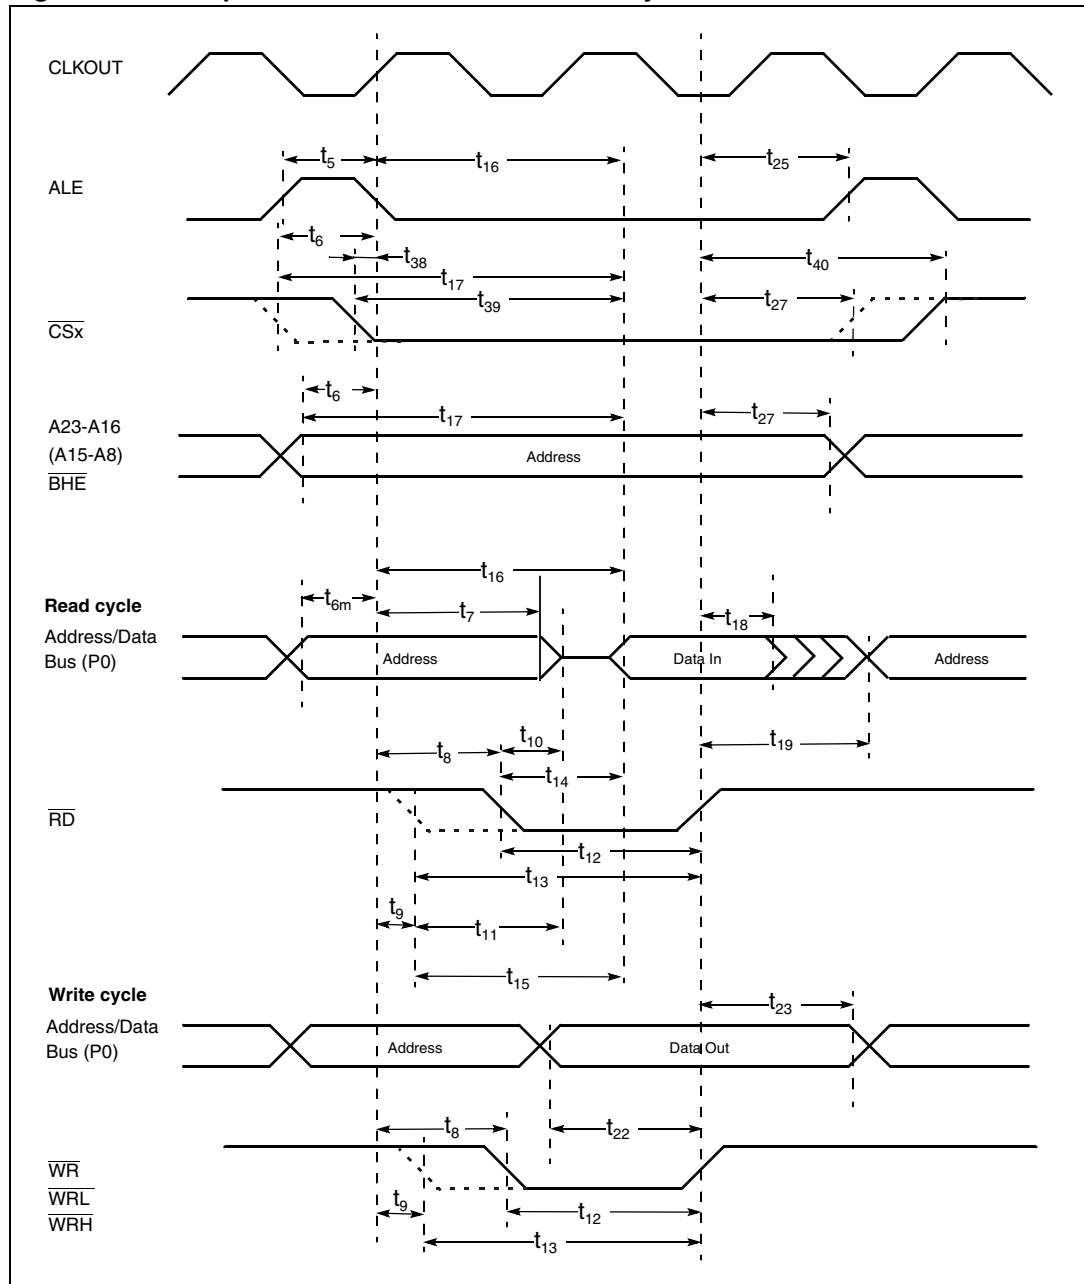 CLKOUT
t5
t16
t25
ALE
t6
t38
t40
t17
t39
t27
CSx
t6
A23-A16
t17
t27
(A15-A8)
Address
BHE
t16
Read cycle
t6m
t7
t18
Address/Data
Bus (P0)
Address
Data In
Address
t10
t8
t19
t14
RD
t12
t13
t9
t11
t15
Write cycle
t23
Address/Data
Bus (P0)
Address
Data Out
t8
t22
WR
WRL
t9
t12
WRH
t13